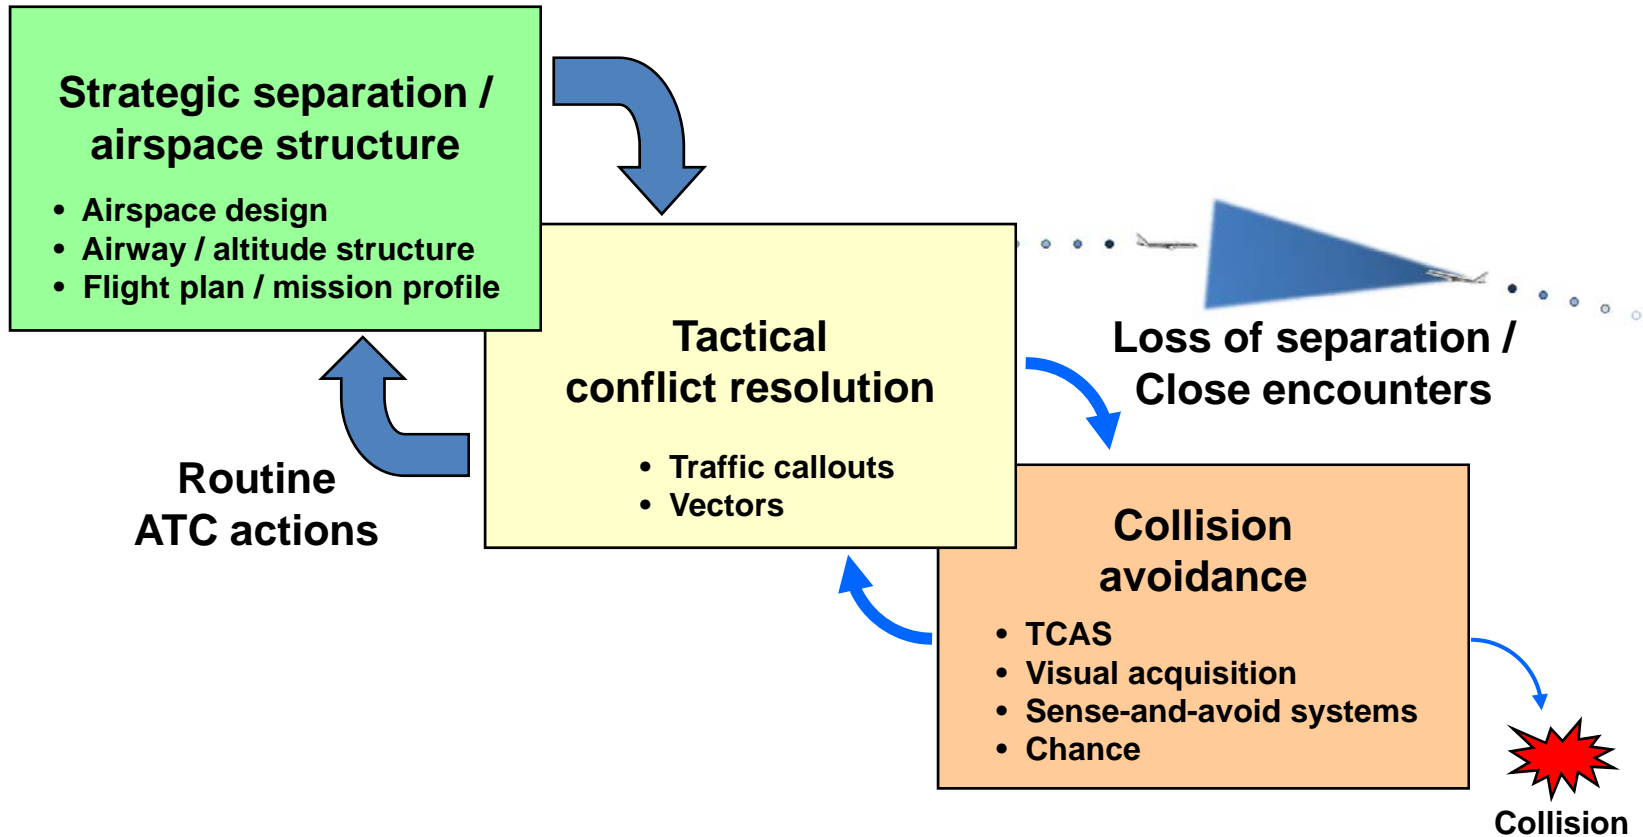 Strategic separation /
airspace structure
• Airspace design
• Airway / altitude structure
• Flight plan / mission profile
Tactical
conflict resolution
• Traffic callouts
• Vectors
Loss of separation /
Close encounters
Routine
ATC actions
Collision
avoidance
• TCAS
• Visual acquisition
• Sense-and-avoid systems
• Chance
Collision